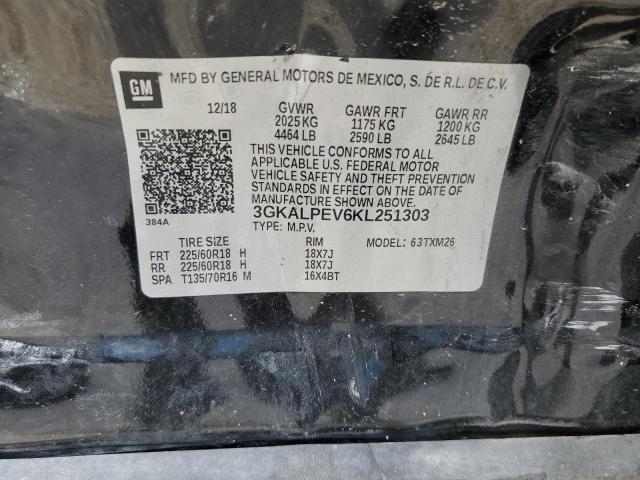 GM
MFD BY GENERAL MOTORS DE MEXICO, S. DE R.L. DE C.V.
12/18 GVWR GAWR FRT GAWR RR
2025 KG 1175 KG 1200 KG
4464 LB 2590 LB 2645 LB
THIS VEHICLE CONFORMS TO ALL
APPLICABLE U.S. FEDERAL MOTOR
VEHICLE SAFETY AND THEFT PREVENTION
STANDARDS IN EFFECT ON THE DATE OF
MANUFACTURE SHOWN ABOVE.
384A 3GKALPEV6KL251303
TYPE: M.P.V.
TIRE SIZE RIM MODEL: 63TXM26
FRT 225/60R18 H 18X7J
RR 225/60R18 H 18X7J
SPA T135/70R16 M 16X4BT